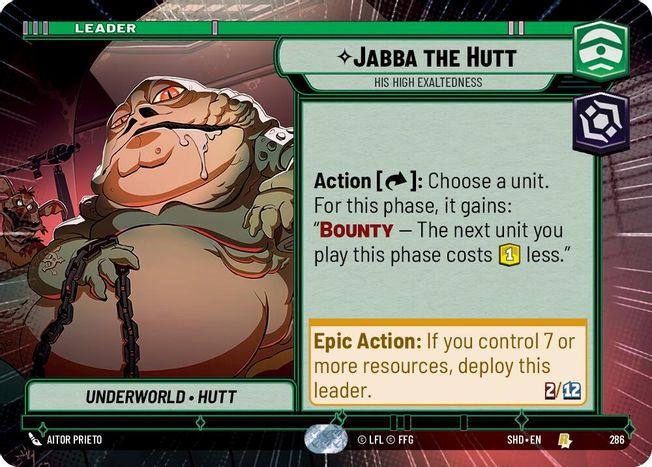 LEADER
✧JABBA THE HUTT
HIS HIGH EXALTEDNESS
Action [↷]: Choose a unit.
For this phase, it gains:
“BOUNTY – The next unit you
play this phase costs 1 less.”
Epic Action: If you control 7 or
more resources, deploy this
leader.
2/12
UNDERWORLD • HUTT
AITOR PRIETO
© LFL © FFG
SHD•EN
R
286